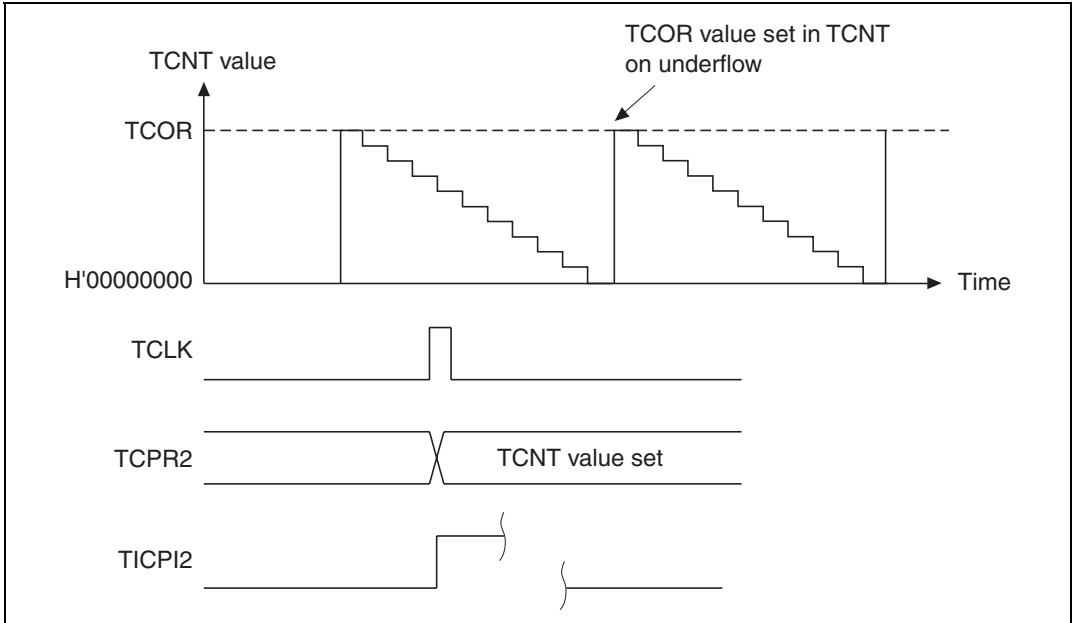 TCOR value set in TCNT
on underflow
TCNT value
TCOR
H'00000000
Time
TCLK
TCPR2
TCNT value set
TICPI2